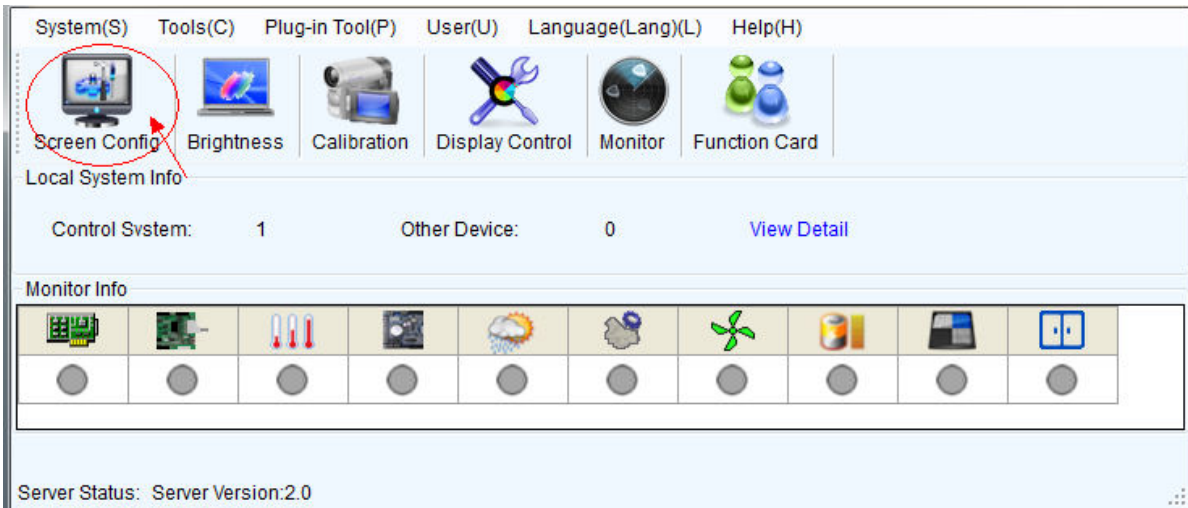 System(S) Tools(C) Plug-in Tool(P) User(U) Language(Lang)(L) Help(H)
Screen Config Brightness Calibration Display Control Monitor Function Card
Local System Info
Control System: 1 Other Device: 0 View Detail
Monitor Info
Server Status: Server Version:2.0